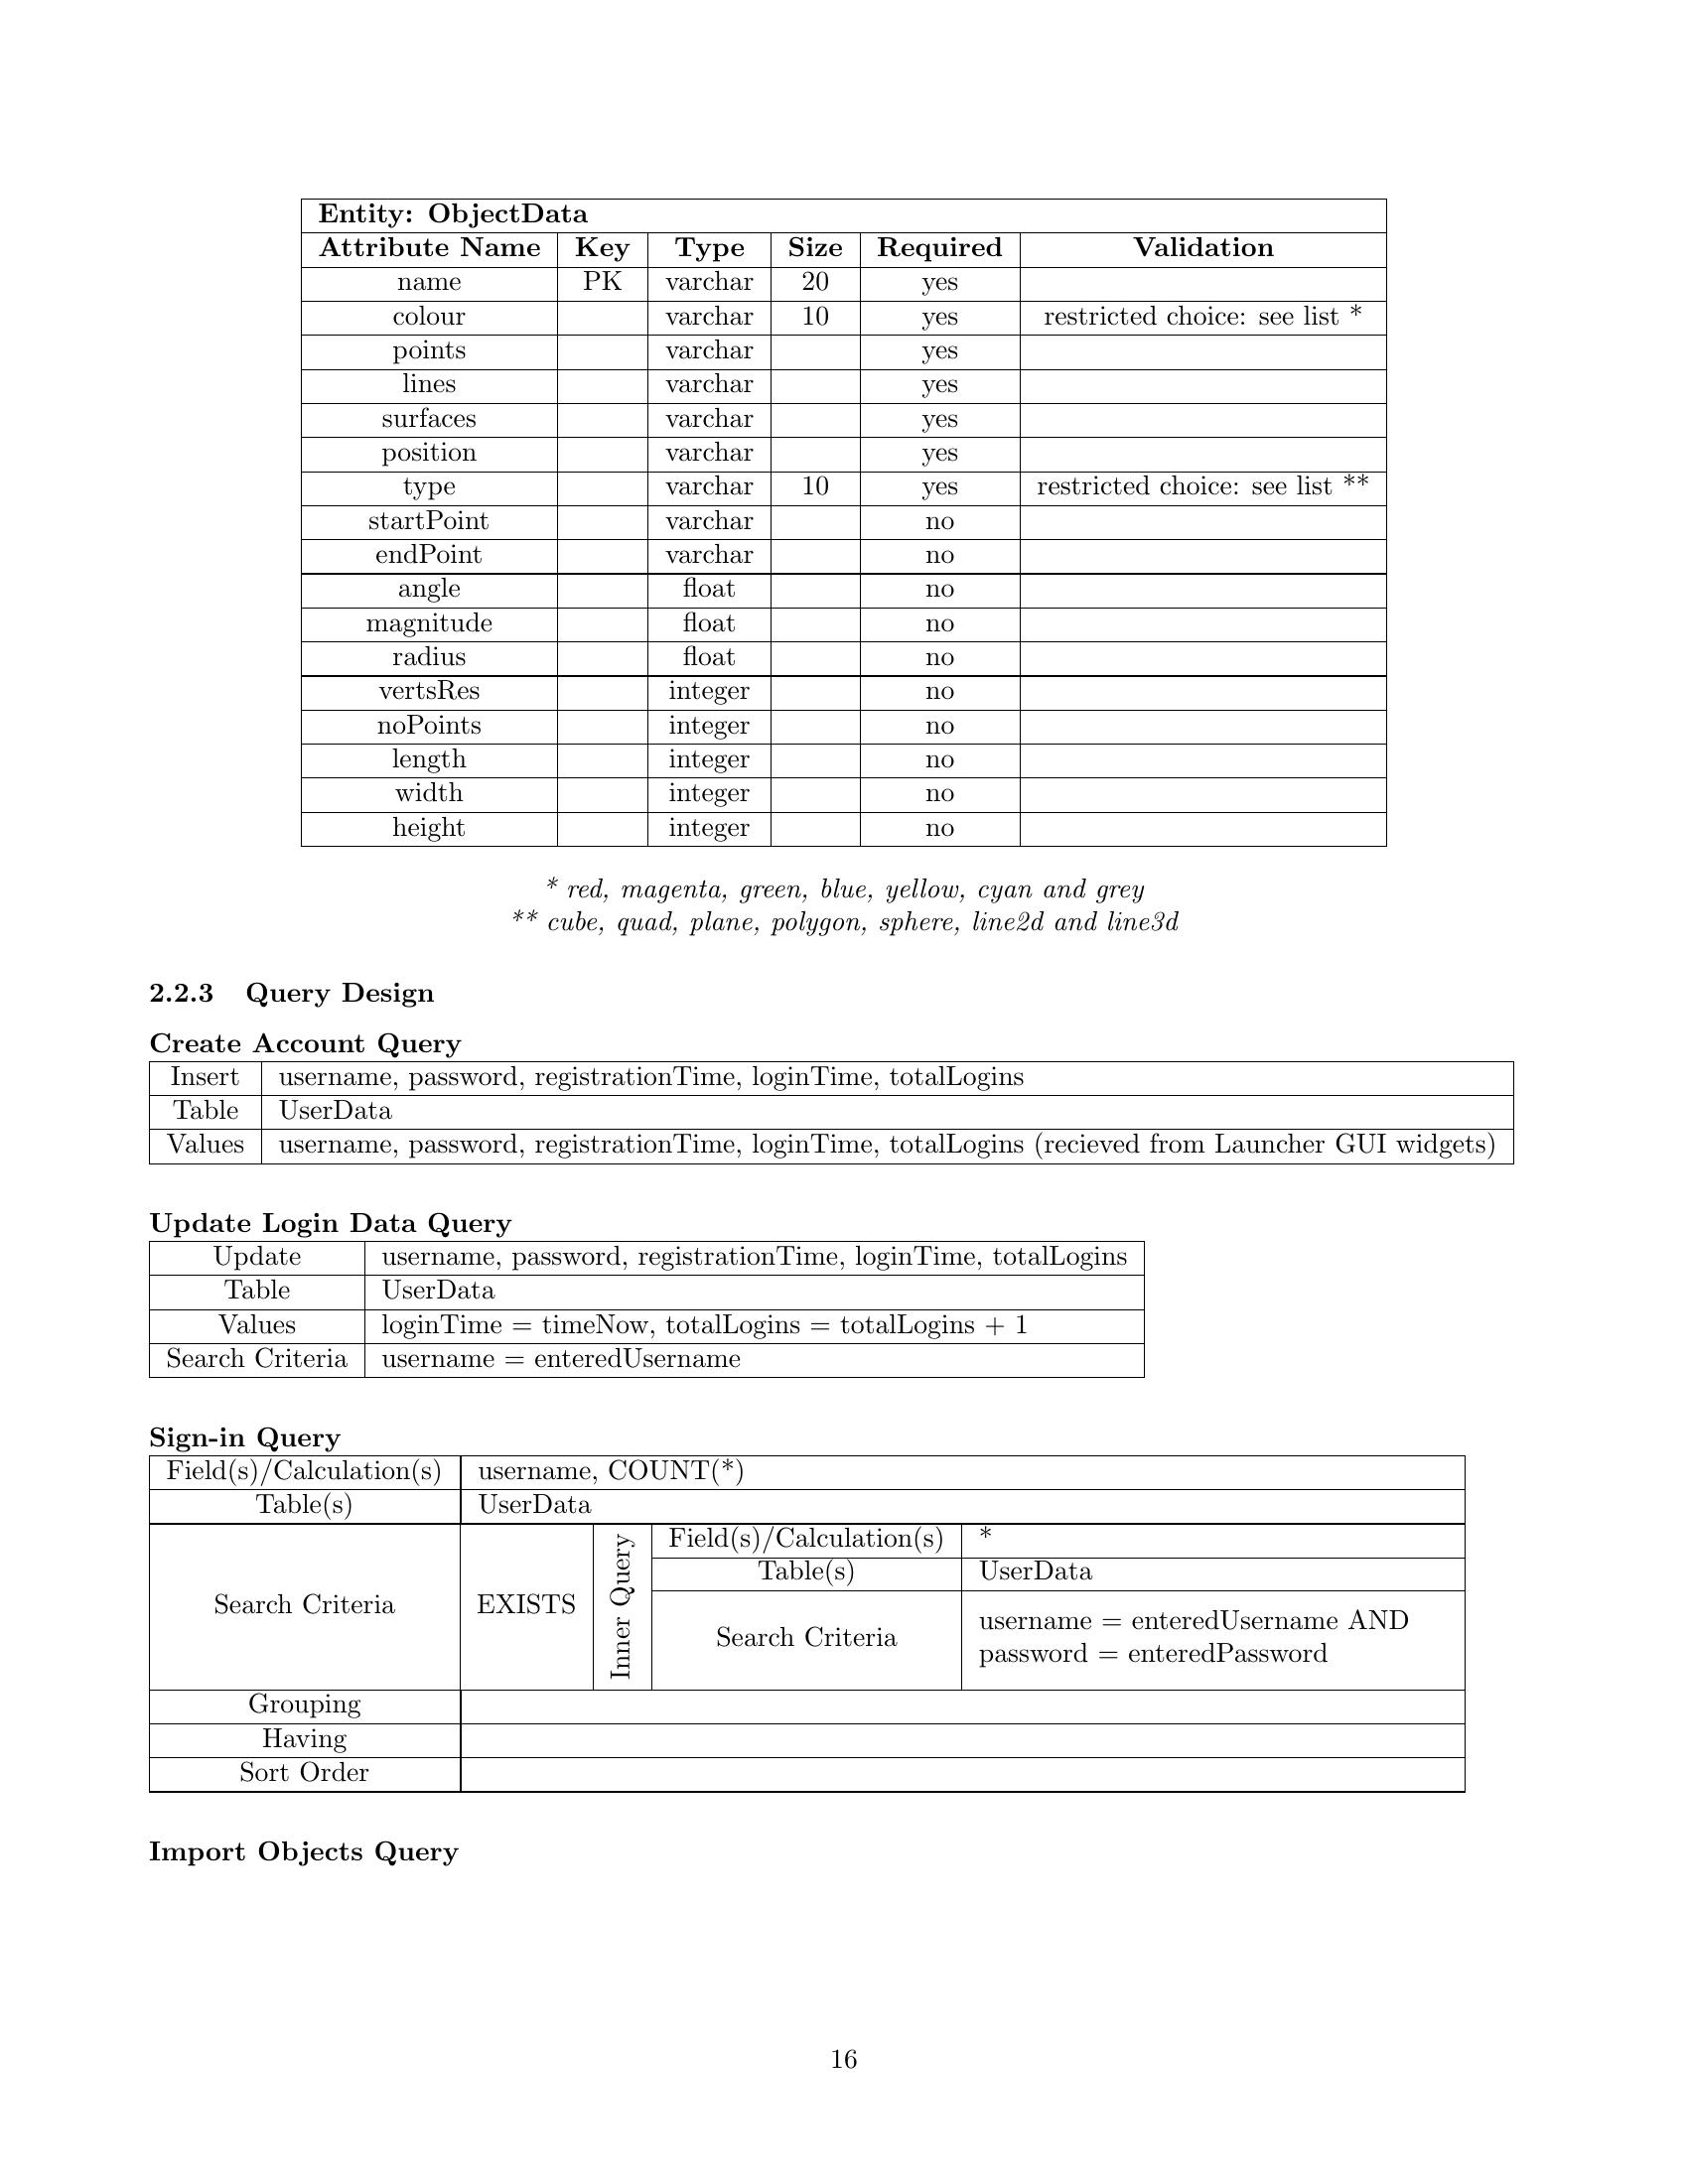 Entity: ObjectData
Attribute Name Key Type Size Required Validation
name PK varchar 20 yes
colour varchar 10 yes restricted choice: see list *
points varchar yes
lines varchar yes
surfaces varchar yes
position varchar yes
type varchar 10 yes restricted choice: see list **
startPoint varchar no
endPoint varchar no
angle float no
magnitude float no
radius float no
vertsRes integer no
noPoints integer no
length integer no
width integer no
height integer no
* red, magenta, green, blue, yellow, cyan and grey
** cube, quad, plane, polygon, sphere, line2d and line3d
2.2.3 Query Design
Create Account Query
Insert username, password, registrationTime, loginTime, totalLogins
Table UserData
Values username, password, registrationTime, loginTime, totalLogins (recieved from Launcher GUI widgets)
Update Login Data Query
Update username, password, registrationTime, loginTime, totalLogins
Table UserData
Values loginTime = timeNow, totalLogins = totalLogins + 1
Search Criteria username = enteredUsername
Sign-in Query
Field(s)/Calculation(s) username, COUNT(*)
Table(s) UserData
Search Criteria EXISTS Inner Query
Field(s)/Calculation(s) *
Table(s) UserData
Search Criteria username = enteredUsername AND
password = enteredPassword
Grouping
Having
Sort Order
Import Objects Query
16